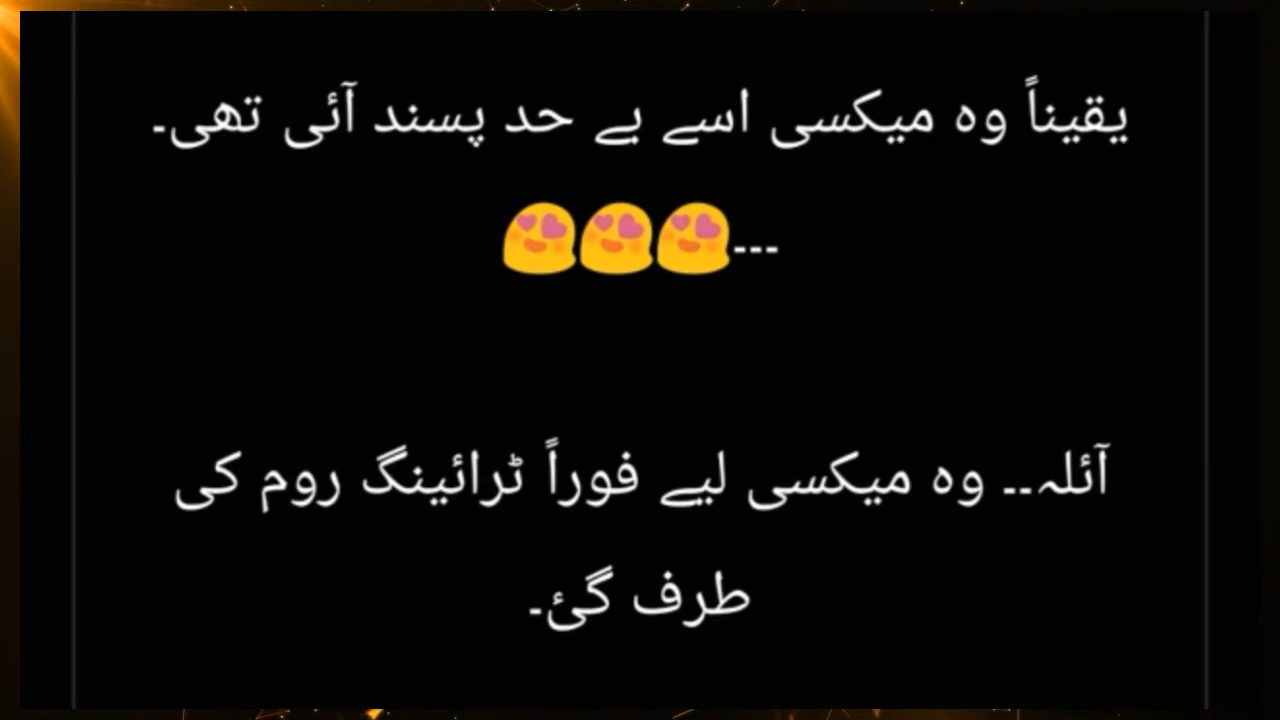 یقیناً وہ میکسی اسے بے حد پسند آئی تھی۔
---😍😍😍
آئلہ۔۔ وہ میکسی لیے فوراً ٹرائینگ روم کی
طرف گئ۔